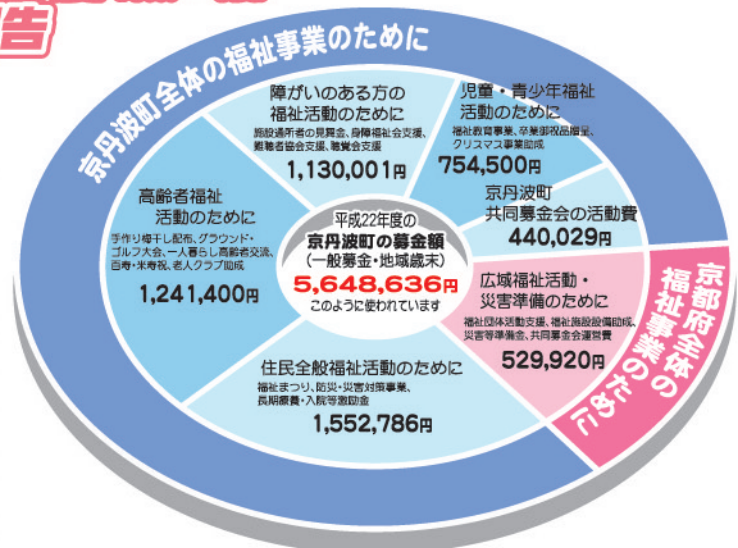 告
京丹波町全体の福祉事業のために
障がいのある方の
福祉活動のために
施設通所者の見舞金、身障福祉会支援、
難聴者協会支援、聴覚会支援
1,130,001円
児童・青少年福祉
活動のために
福祉教育事業、卒業御祝品贈呈、
クリスマス事業助成
754,500円
京丹波町
共同募金会の活動費
440,029円
高齢者福祉
活動のために
手作り梅干し配布、グラウンド・
ゴルフ大会、一人暮らし高齢者交流、
百寿・米寿祝、老人クラブ助成
1,241,400円
平成22年度の
京丹波町の募金額
(一般募金・地域歳末)
5,648,636円
このように使われています
広域福祉活動・
災害準備のために
福祉団体活動支援、福祉施設設備助成、
災害等準備金、共同募金会運営費
529,920円
京都府全体の
福祉事業のために
住民全般福祉活動のために
福祉まつり、防災・災害対策事業、
長期療養・入院等激励金
1,552,786円